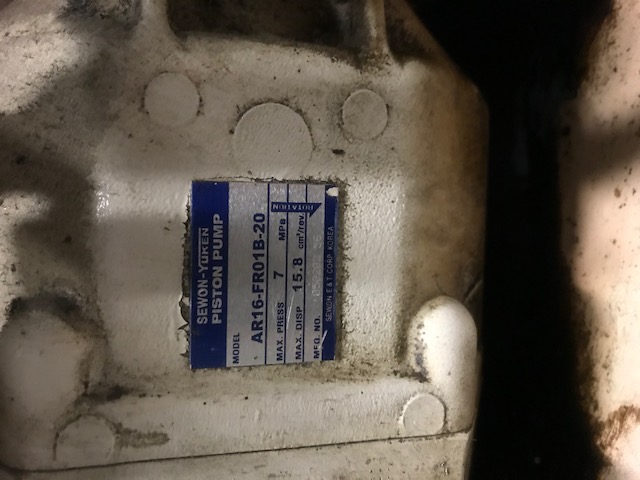 SEWON-YUKEN
PISTON PUMP
MODEL
AR16-FR01B-20
MAX. PRESS 7 MPa
ROTATION
MAX. DISP 15.8 cm³/rev.
MFG. NO.
SEWON E&T CORP. KOREA